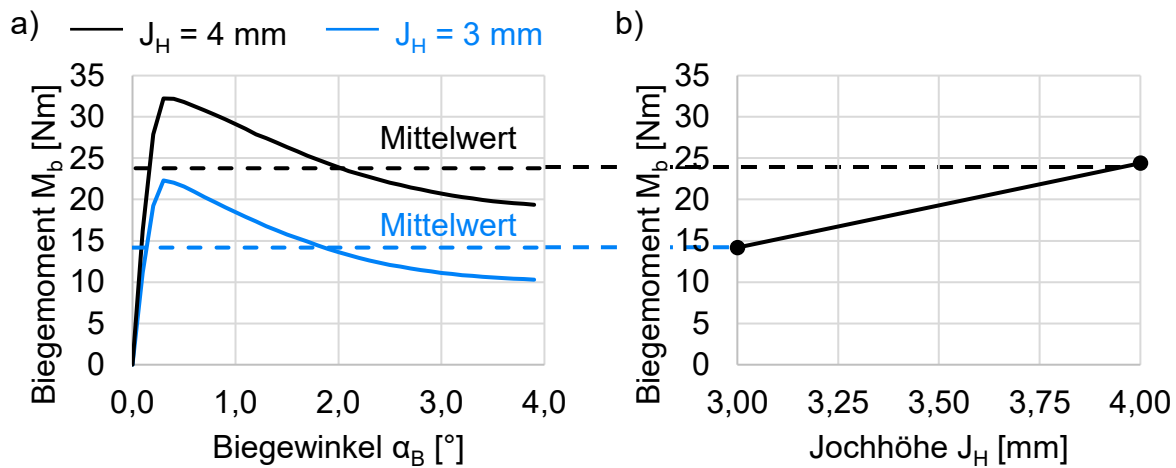 a)
J_H = 4 mm
J_H = 3 mm
Biegemoment M_b [Nm]
35
30
25
20
15
10
5
0
Mittelwert
Mittelwert
0,0 1,0 2,0 3,0 4,0
Biegewinkel α_B [°]
b)
Biegemoment M_b [Nm]
35
30
25
20
15
10
5
0
3,00 3,25 3,50 3,75 4,00
Jochhöhe J_H [mm]